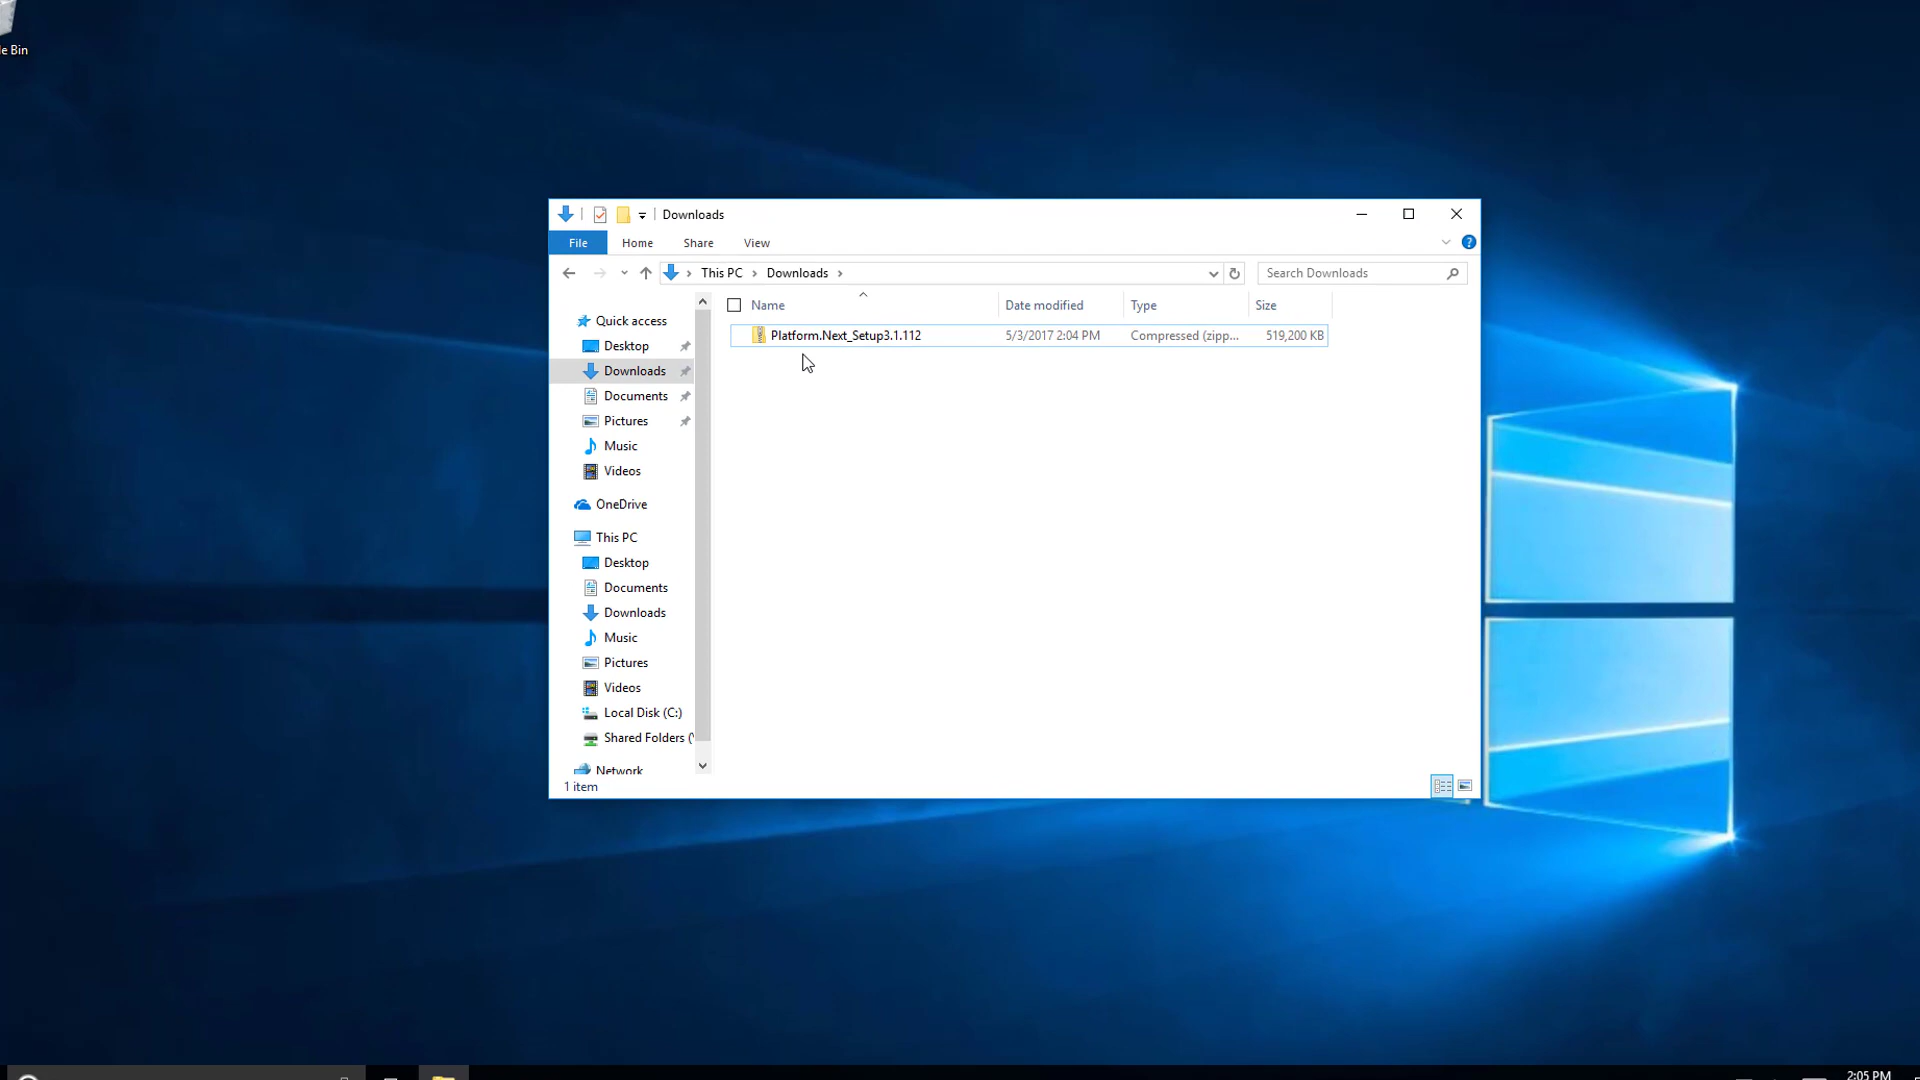 le Bin
Downloads
File Home Share View
This PC Downloads
Search Downloads
Name Date modified Type Size
Platform.Next_Setup3.1.112 5/3/2017 2:04 PM Compressed (zipp... 519,200 KB
Quick access
Desktop
Downloads
Documents
Pictures
Music
Videos
OneDrive
This PC
Desktop
Documents
Downloads
Music
Pictures
Videos
Local Disk (C:)
Shared Folders (\
Network
1 item
2:05 PM